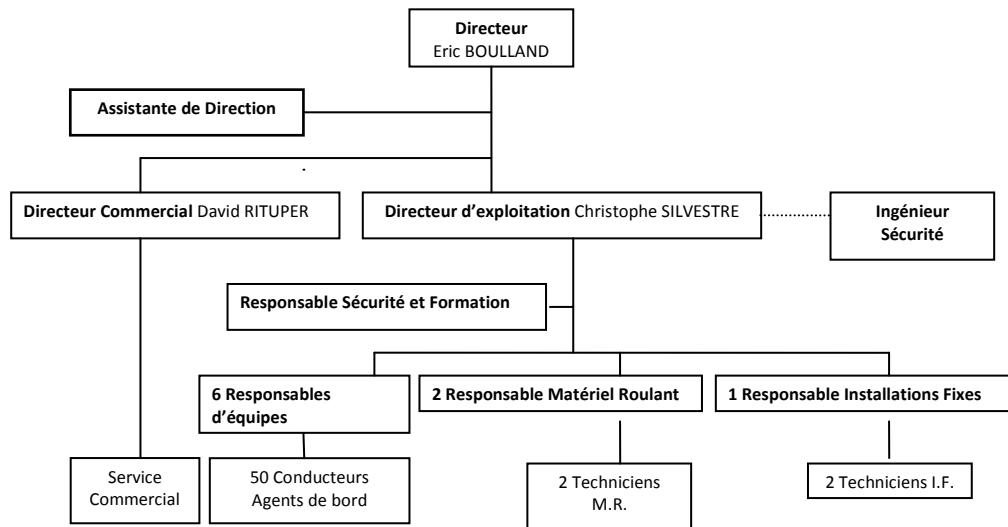 Directeur
Eric BOULLAND
Assistante de Direction
Directeur Commercial David RITUPER
Directeur d’exploitation Christophe SILVESTRE
Ingénieur
Sécurité
Responsable Sécurité et Formation
6 Responsables
d’équipes
2 Responsable Matériel Roulant
1 Responsable Installations Fixes
Service
Commercial
50 Conducteurs
Agents de bord
2 Techniciens
M.R.
2 Techniciens I.F.